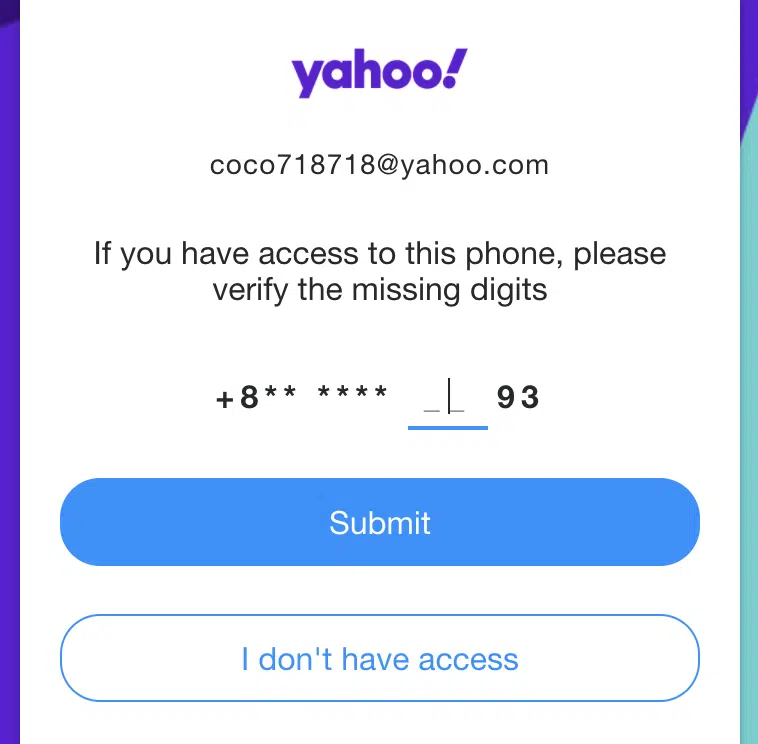 yahoo!
coco718718@yahoo.com
If you have access to this phone, please
verify the missing digits
+8** **** _ _ 93
Submit
I don't have access